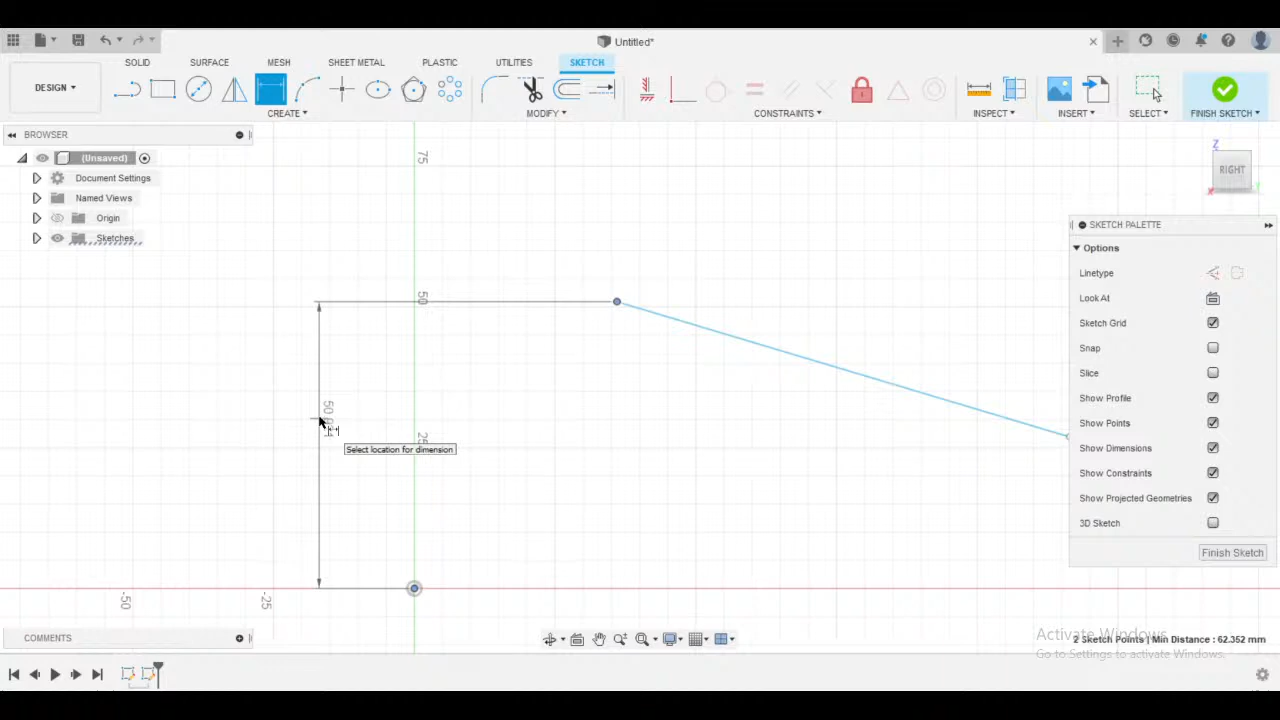 Untitled*
SOLID SURFACE MESH SHEET METAL PLASTIC UTILITIES SKETCH
DESIGN
CREATE MODIFY CONSTRAINTS INSPECT INSERT SELECT FINISH SKETCH
BROWSER
(Unsaved)
Document Settings
Named Views
Origin
Sketches
75
50
25
-50
-25
Select location for dimension
Z
RIGHT
X
Y
SKETCH PALETTE
Options
Linetype
Look At
Sketch Grid
Snap
Slice
Show Profile
Show Points
Show Dimensions
Show Constraints
Show Projected Geometries
3D Sketch
Finish Sketch
COMMENTS
Activate Windows
2 Sketch Points | Min Distance : 62.352 mm
Go to Settings to activate Windows.